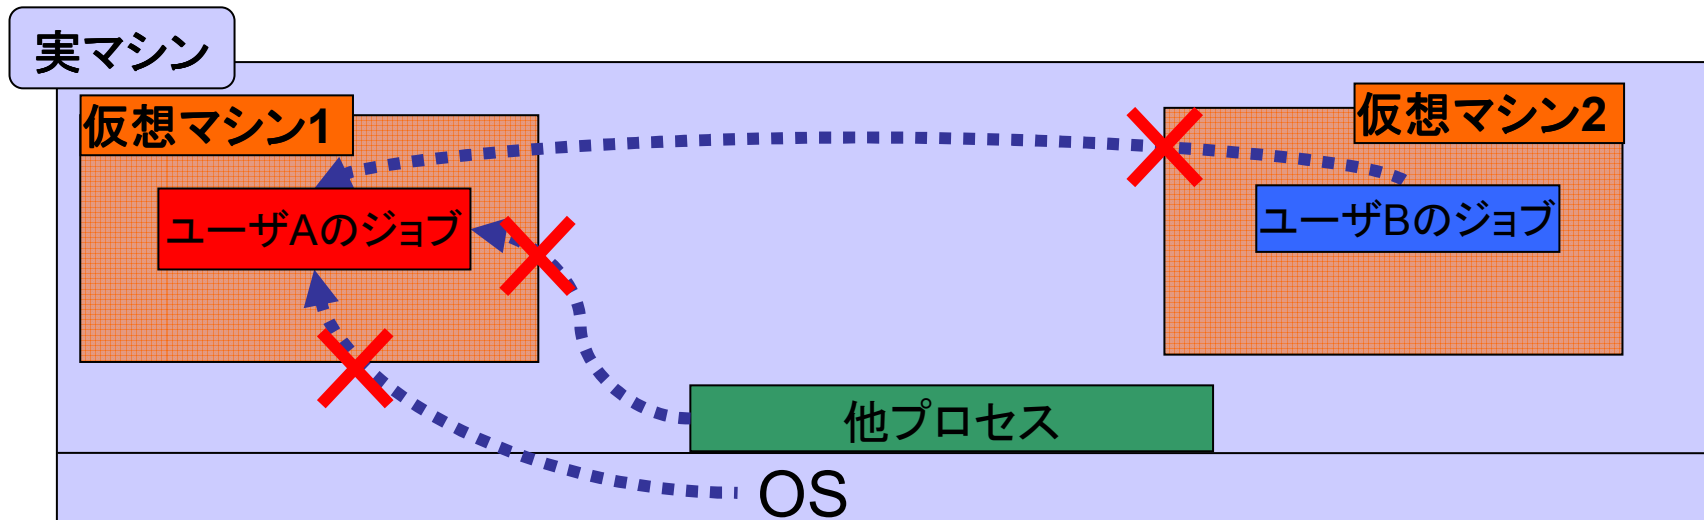 実マシン
仮想マシン1
仮想マシン2
ユーザAのジョブ
ユーザBのジョブ
他プロセス
OS